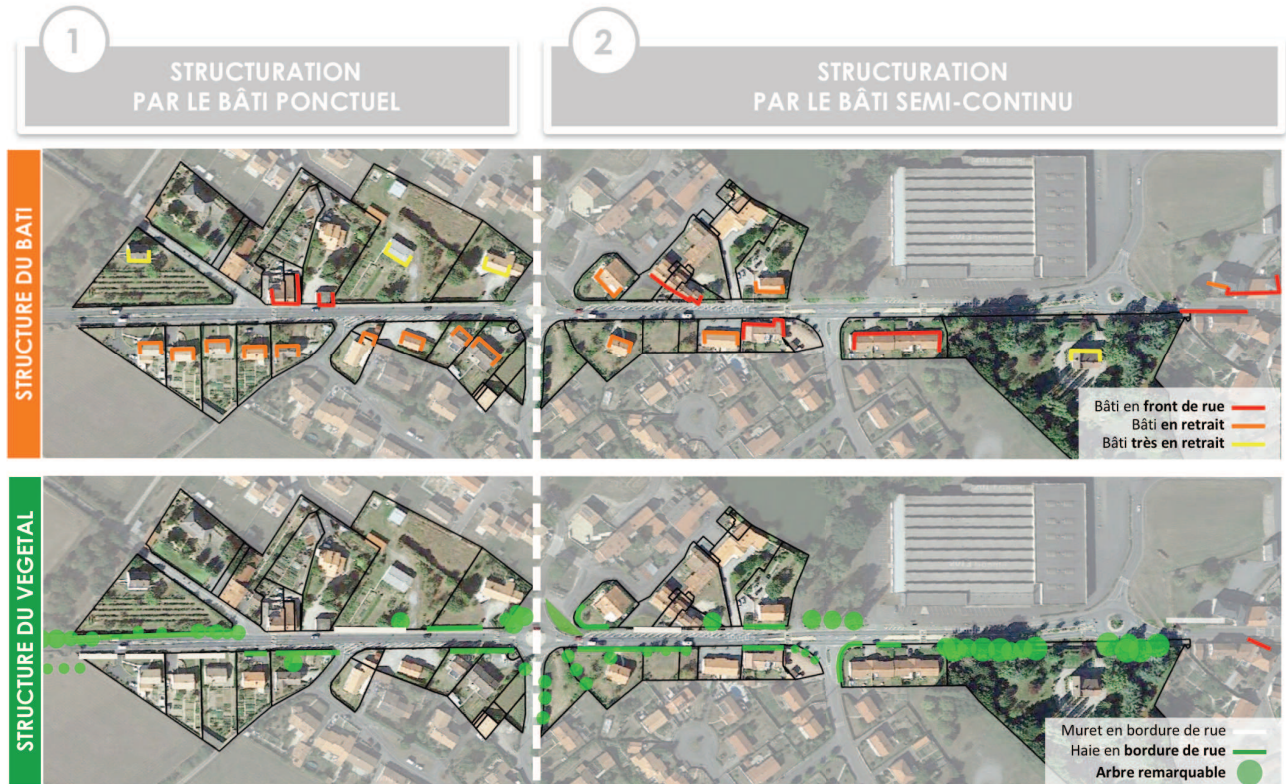 1
STRUCTURATION
PAR LE BÂTI PONCTUEL
2
STRUCTURATION
PAR LE BÂTI SEMI-CONTINU
STRUCTURE DU BATI
Bâti en front de rue
Bâti en retrait
Bâti très en retrait
STRUCTURE DU VEGETAL
Muret en bordure de rue
Haie en bordure de rue
Arbre remarquable